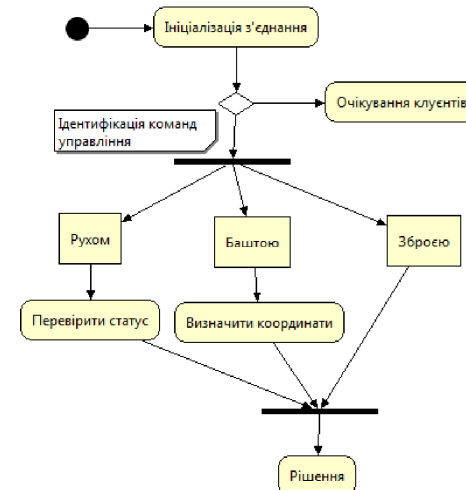 Ініціалізація з'єднання
Очікування клуєнтів
Ідентифікація команд
управління
Рухом
Баштою
Зброєю
Перевірити статус
Визначити координати
Рішення